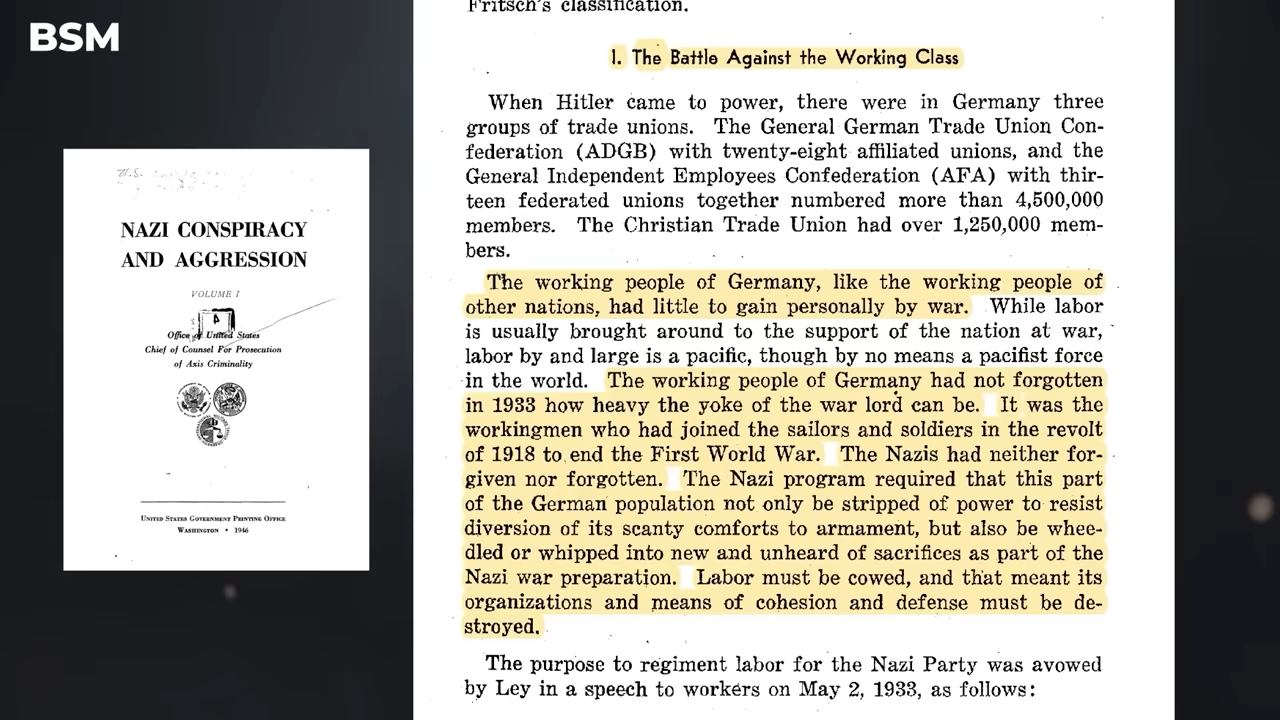 BSM
NAZI CONSPIRACY
AND AGGRESSION
VOLUME I
Office of United States
Chief of Counsel For Prosecution
of Axis Criminality
UNITED STATES GOVERNMENT PRINTING OFFICE
WASHINGTON • 1946
Fritsch's classification.
1. The Battle Against the Working Class
When Hitler came to power, there were in Germany three
groups of trade unions. The General German Trade Union Con-
federation (ADGB) with twenty-eight affiliated unions, and the
General Independent Employees Confederation (AFA) with thir-
teen federated unions together numbered more than 4,500,000
members. The Christian Trade Union had over 1,250,000 mem-
bers.
The working people of Germany, like the working people of
other nations, had little to gain personally by war. While labor
is usually brought around to the support of the nation at war,
labor by and large is a pacific, though by no means a pacifist force
in the world. The working people of Germany had not forgotten
in 1933 how heavy the yoke of the war lord can be. It was the
workingmen who had joined the sailors and soldiers in the revolt
of 1918 to end the First World War. The Nazis had neither for-
given nor forgotten. The Nazi program required that this part
of the German population not only be stripped of power to resist
diversion of its scanty comforts to armament, but also be whee-
dled or whipped into new and unheard of sacrifices as part of the
Nazi war preparation. Labor must be cowed, and that meant its
organizations and means of cohesion and defense must be de-
stroyed.
The purpose to regiment labor for the Nazi Party was avowed
by Ley in a speech to workers on May 2, 1933, as follows: